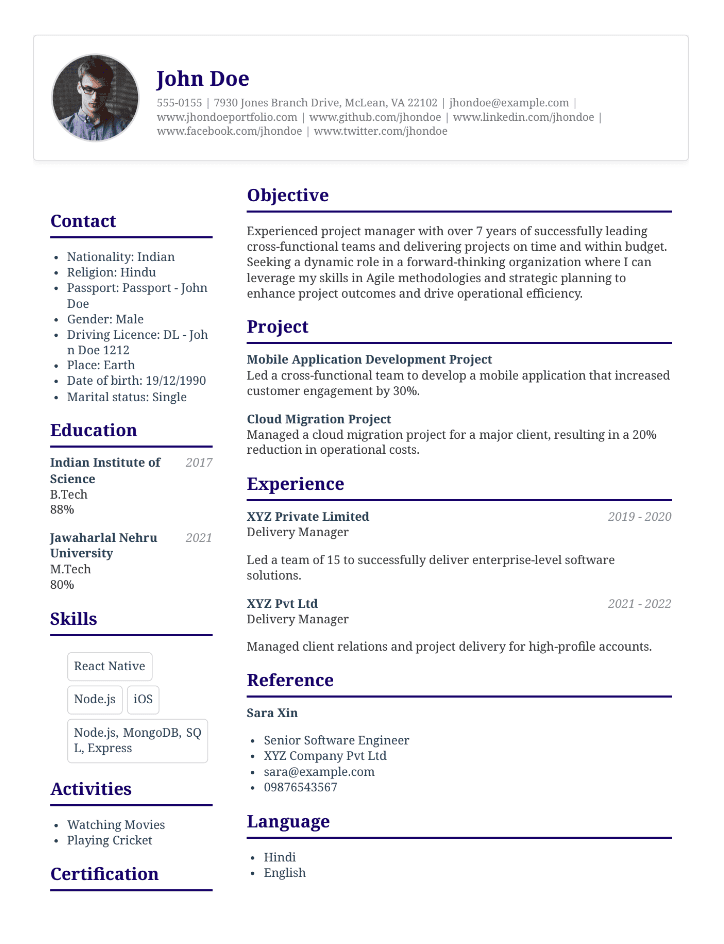 John Doe
555-0155 | 7930 Jones Branch Drive, McLean, VA 22102 | jhondoe@example.com |
www.jhondoeportfolio.com | www.github.com/jhondoe | www.linkedin.com/jhondoe |
www.facebook.com/jhondoe | www.twitter.com/jhondoe
Contact
• Nationality: Indian
• Religion: Hindu
• Passport: Passport - John
Doe
• Gender: Male
• Driving Licence: DL - Joh
n Doe 1212
• Place: Earth
• Date of birth: 19/12/1990
• Marital status: Single
Education
Indian Institute of 2017
Science
B.Tech
88%
Jawaharlal Nehru 2021
University
M.Tech
80%
Skills
React Native
Node.js iOS
Node.js, MongoDB, SQ
L, Express
Activities
• Watching Movies
• Playing Cricket
Certification
Objective
Experienced project manager with over 7 years of successfully leading
cross-functional teams and delivering projects on time and within budget.
Seeking a dynamic role in a forward-thinking organization where I can
leverage my skills in Agile methodologies and strategic planning to
enhance project outcomes and drive operational efficiency.
Project
Mobile Application Development Project
Led a cross-functional team to develop a mobile application that increased
customer engagement by 30%.
Cloud Migration Project
Managed a cloud migration project for a major client, resulting in a 20%
reduction in operational costs.
Experience
XYZ Private Limited 2019 - 2020
Delivery Manager
Led a team of 15 to successfully deliver enterprise-level software
solutions.
XYZ Pvt Ltd 2021 - 2022
Delivery Manager
Managed client relations and project delivery for high-profile accounts.
Reference
Sara Xin
• Senior Software Engineer
• XYZ Company Pvt Ltd
• sara@example.com
• 09876543567
Language
• Hindi
• English